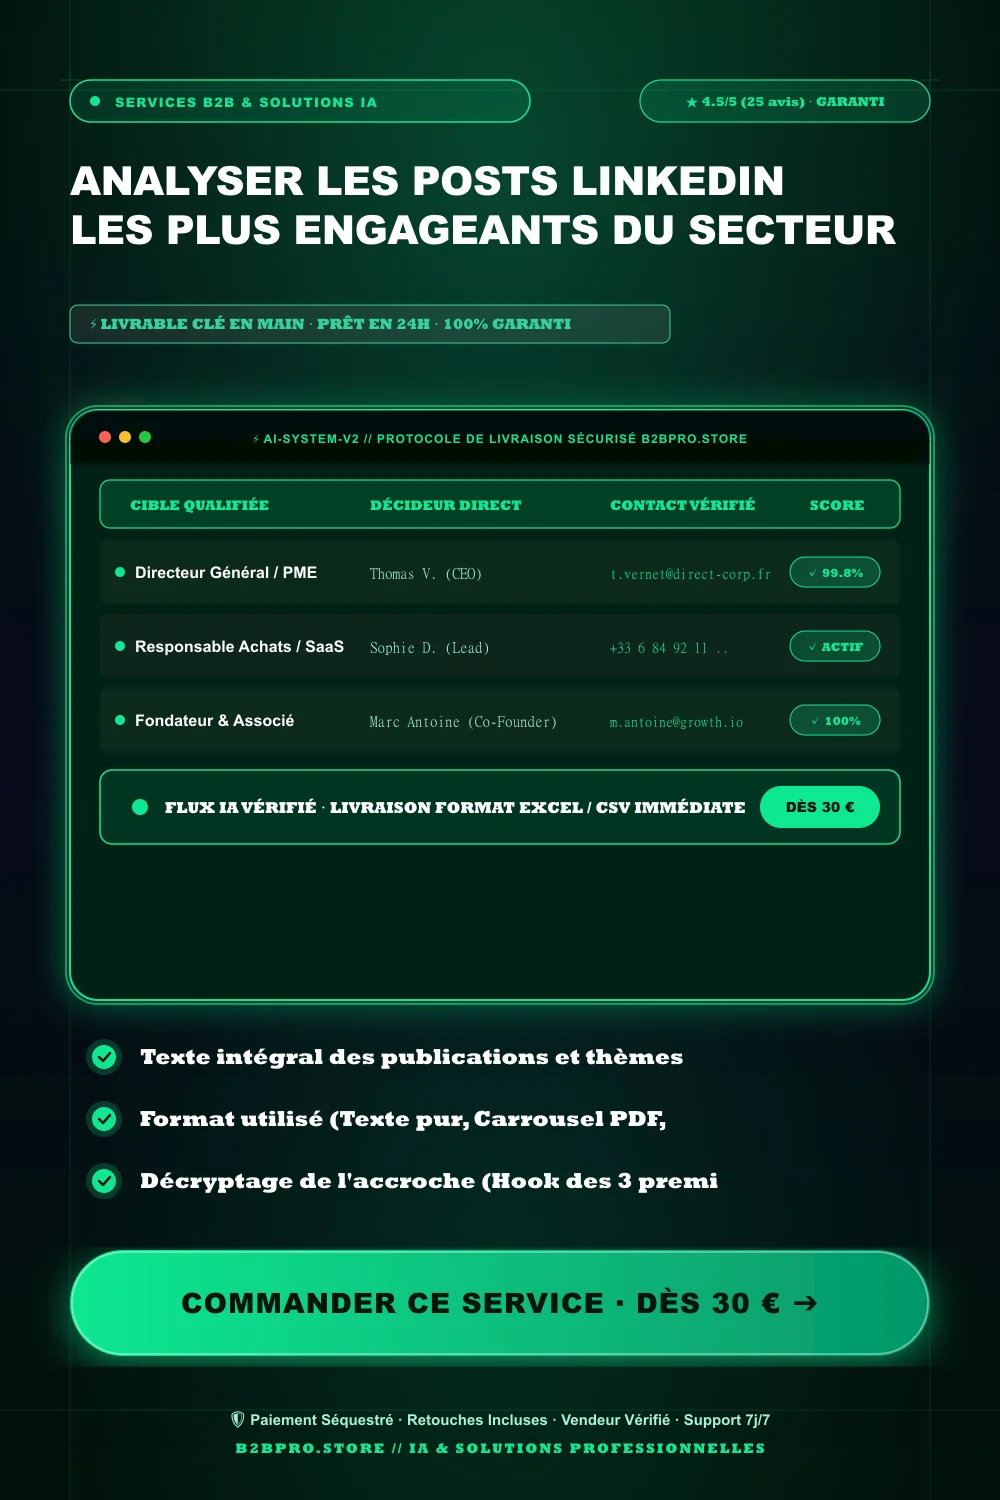 SERVICES B2B & SOLUTIONS IA
★ 4.5/5 (25 avis) · GARANTI
ANALYSER LES POSTS LINKEDIN
LES PLUS ENGAGEANTS DU SECTEUR
⚡ LIVRABLE CLÉ EN MAIN · PRÊT EN 24H · 100% GARANTI
⚡ AI-SYSTEM-V2 // PROTOCOLE DE LIVRAISON SÉCURISÉ B2BPRO.STORE
CIBLE QUALIFIÉE DÉCIDEUR DIRECT CONTACT VÉRIFIÉ SCORE
Directeur Général / PME Thomas V. (CEO) t.vernet@direct-corp.fr ✓ 99.8%
Responsable Achats / SaaS Sophie D. (Lead) +33 6 84 92 11 .. ✓ ACTIF
Fondateur & Associé Marc Antoine (Co-Founder) m.antoine@growth.io ✓ 100%
FLUX IA VÉRIFIÉ · LIVRAISON FORMAT EXCEL / CSV IMMÉDIATE DÈS 30 €
Texte intégral des publications et thèmes
Format utilisé (Texte pur, Carrousel PDF,
Décryptage de l'accroche (Hook des 3 premi
COMMANDER CE SERVICE · DÈS 30 € ➔
🛡 Paiement Séquestré · Retouches Incluses · Vendeur Vérifié · Support 7j/7
B2BPRO.STORE // IA & SOLUTIONS PROFESSIONNELLES